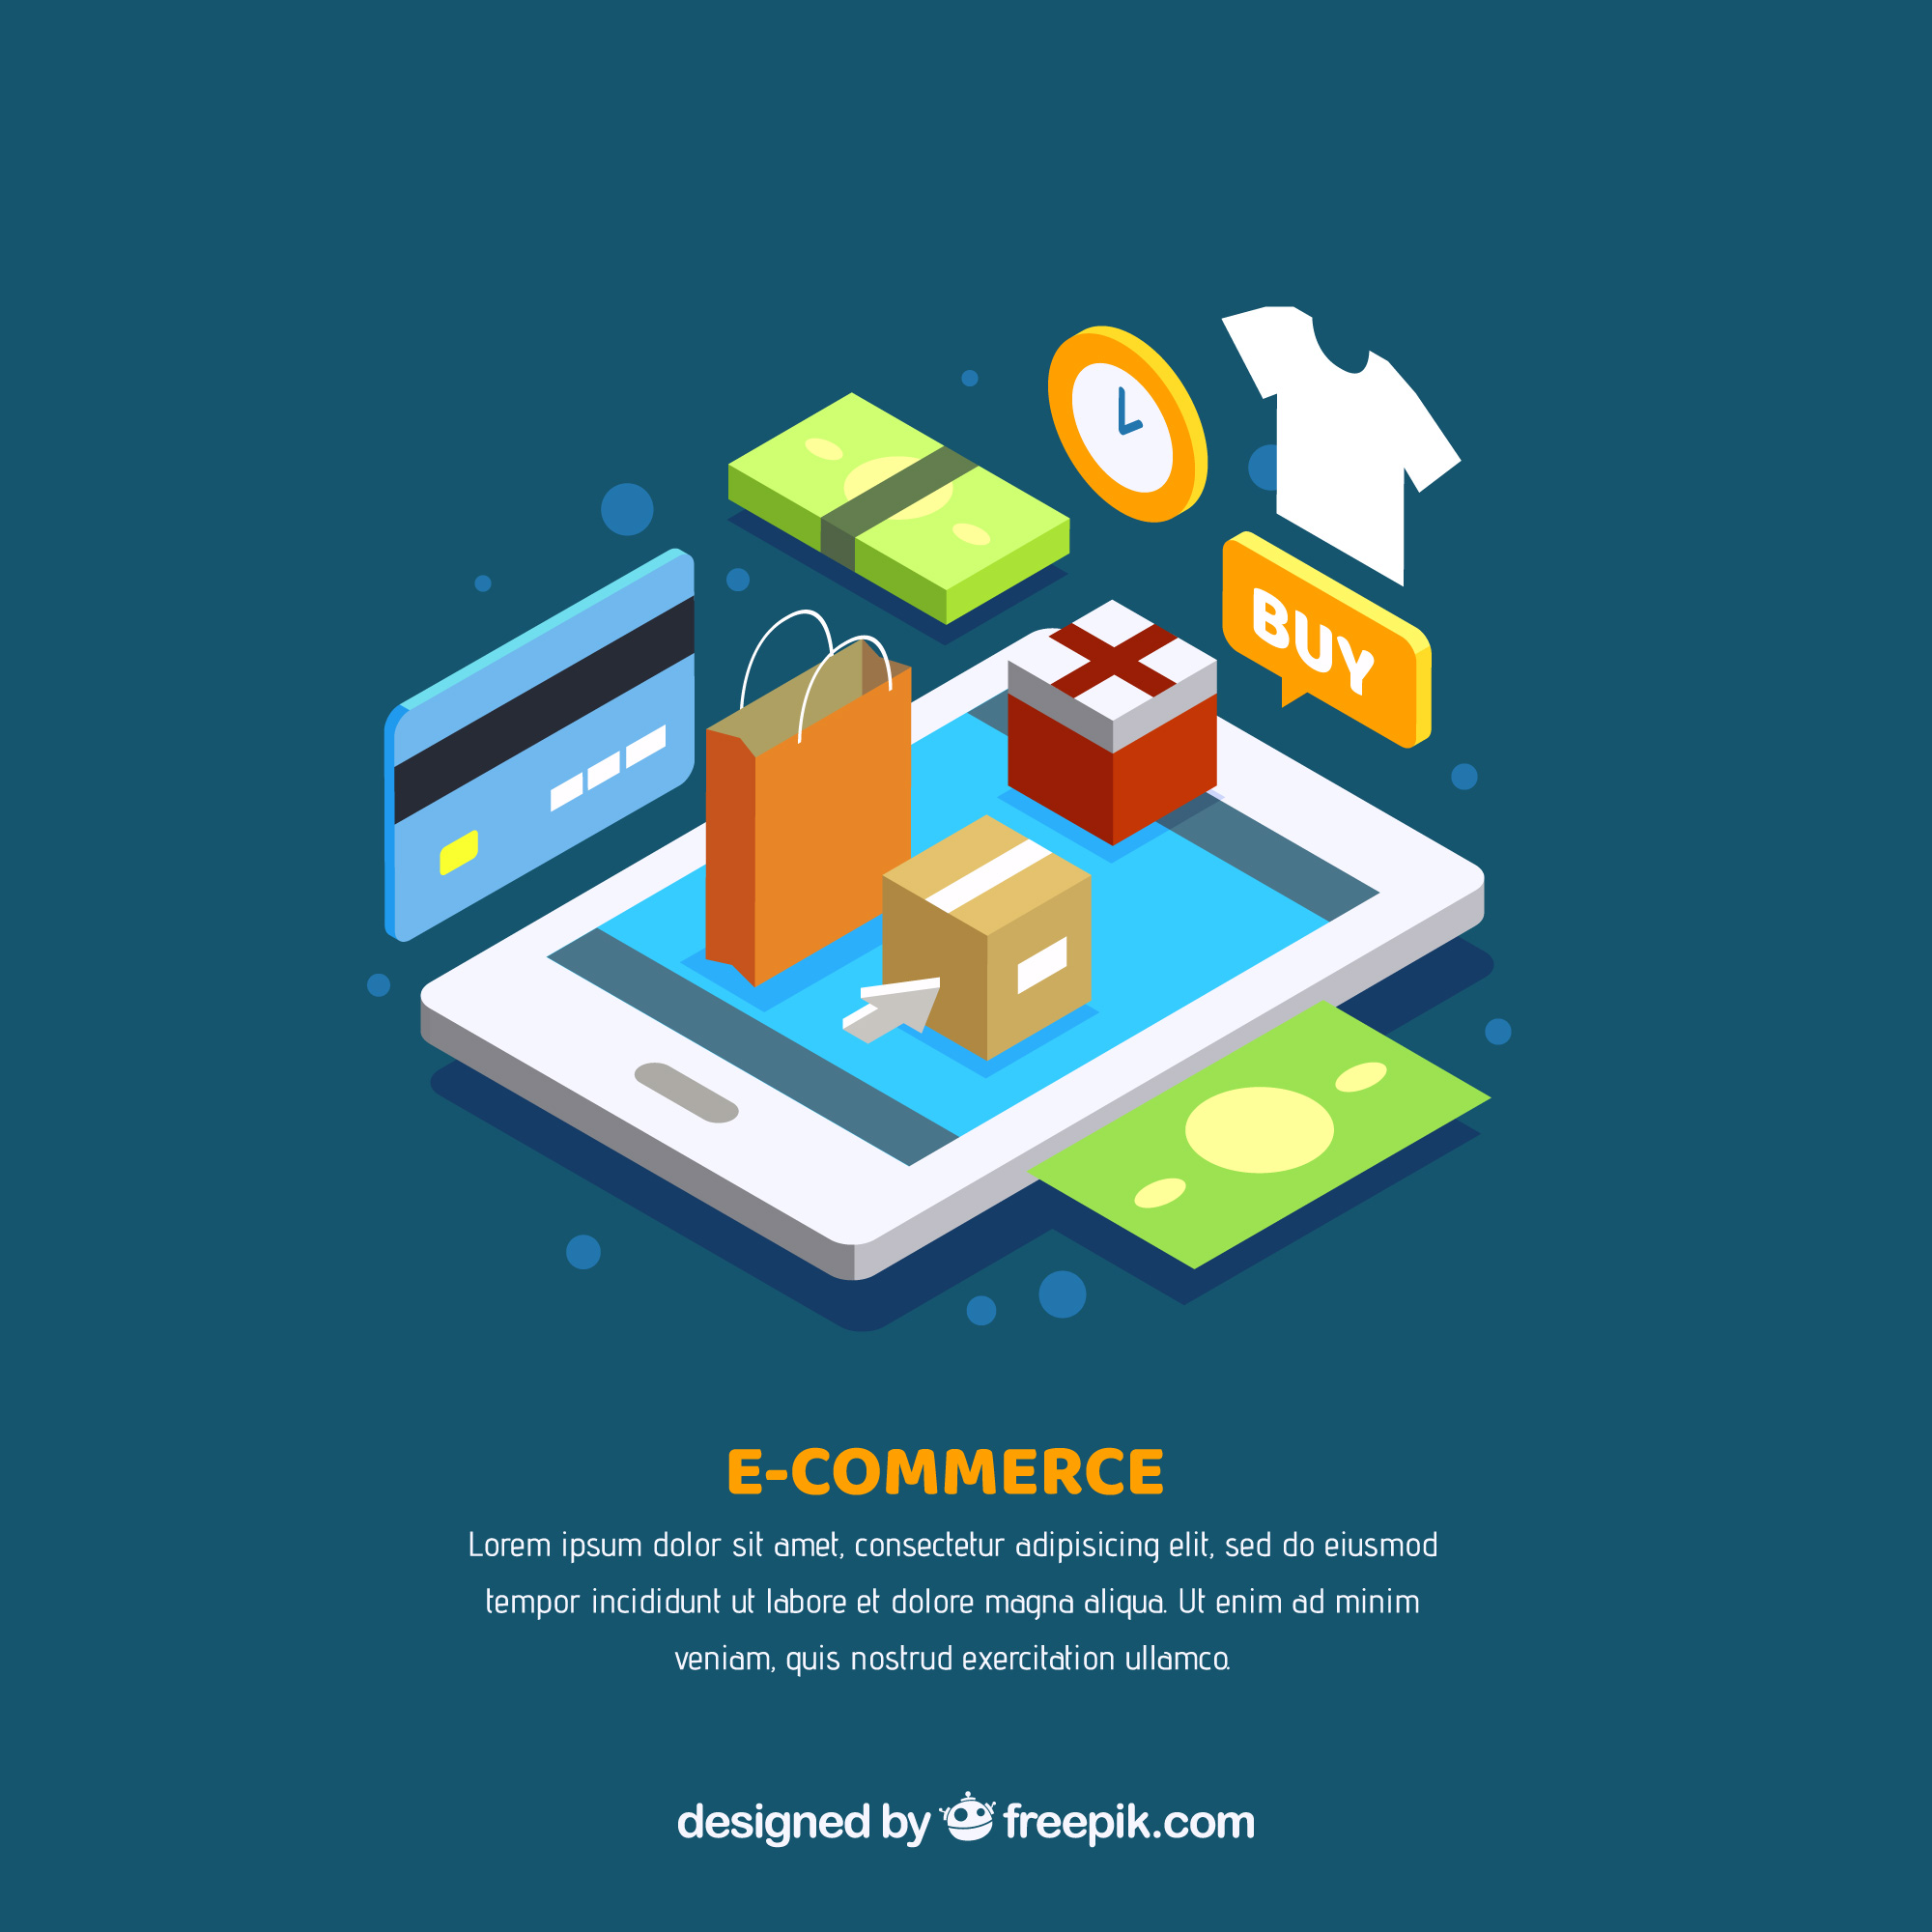 BUY
E-COMMERCE
Lorem ipsum dolor sit amet, consectetur adipisicing elit, sed do eiusmod
tempor incididunt ut labore et dolore magna aliqua. Ut enim ad minim
veniam, quis nostrud exercitation ullamco.
designed by freepik.com